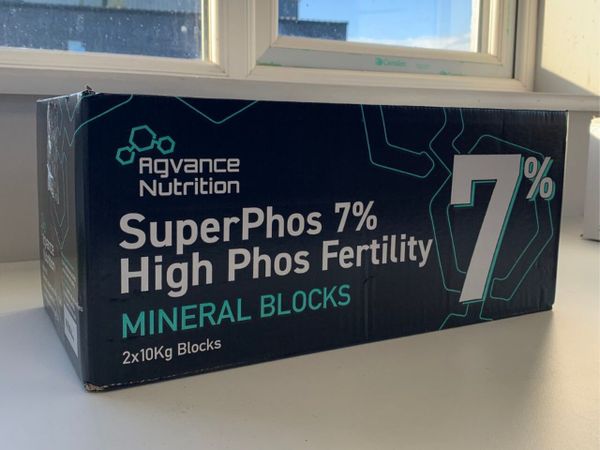 Agvance
Nutrition
SuperPhos 7%
High Phos Fertility
MINERAL BLOCKS
2x10Kg Blocks
7%